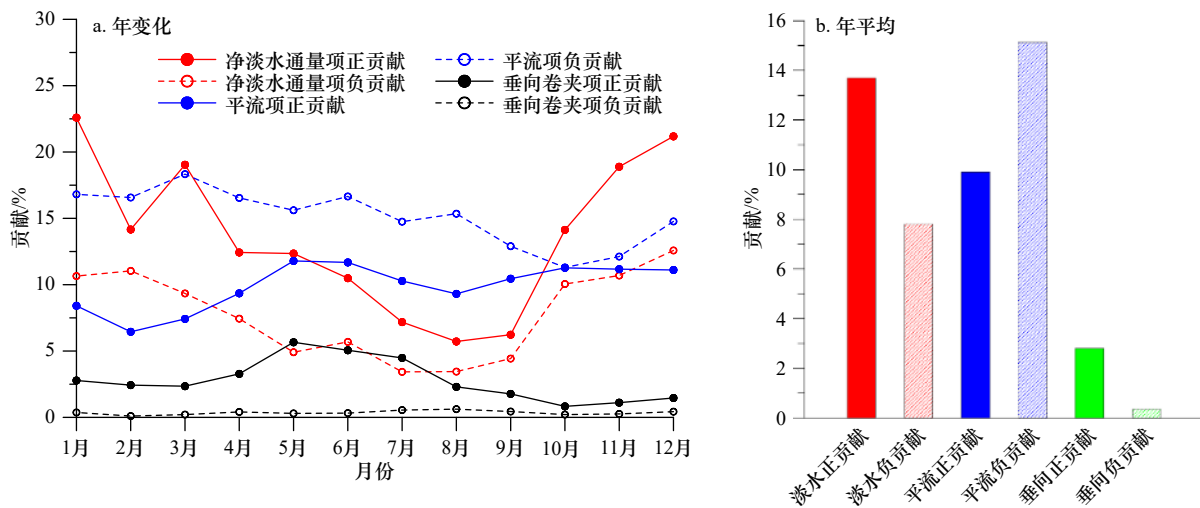 a. 年变化
净淡水通量项正贡献
净淡水通量项负贡献
平流项正贡献
平流项负贡献
垂向卷夹项正贡献
垂向卷夹项负贡献
贡献/%
30
25
20
15
10
5
0
1月 2月 3月 4月 5月 6月 7月 8月 9月 10月 11月 12月
月份
b. 年平均
贡献/%
16
14
12
10
8
6
4
2
0
淡水正贡献
淡水负贡献
平流正贡献
平流负贡献
垂向正贡献
垂向负贡献